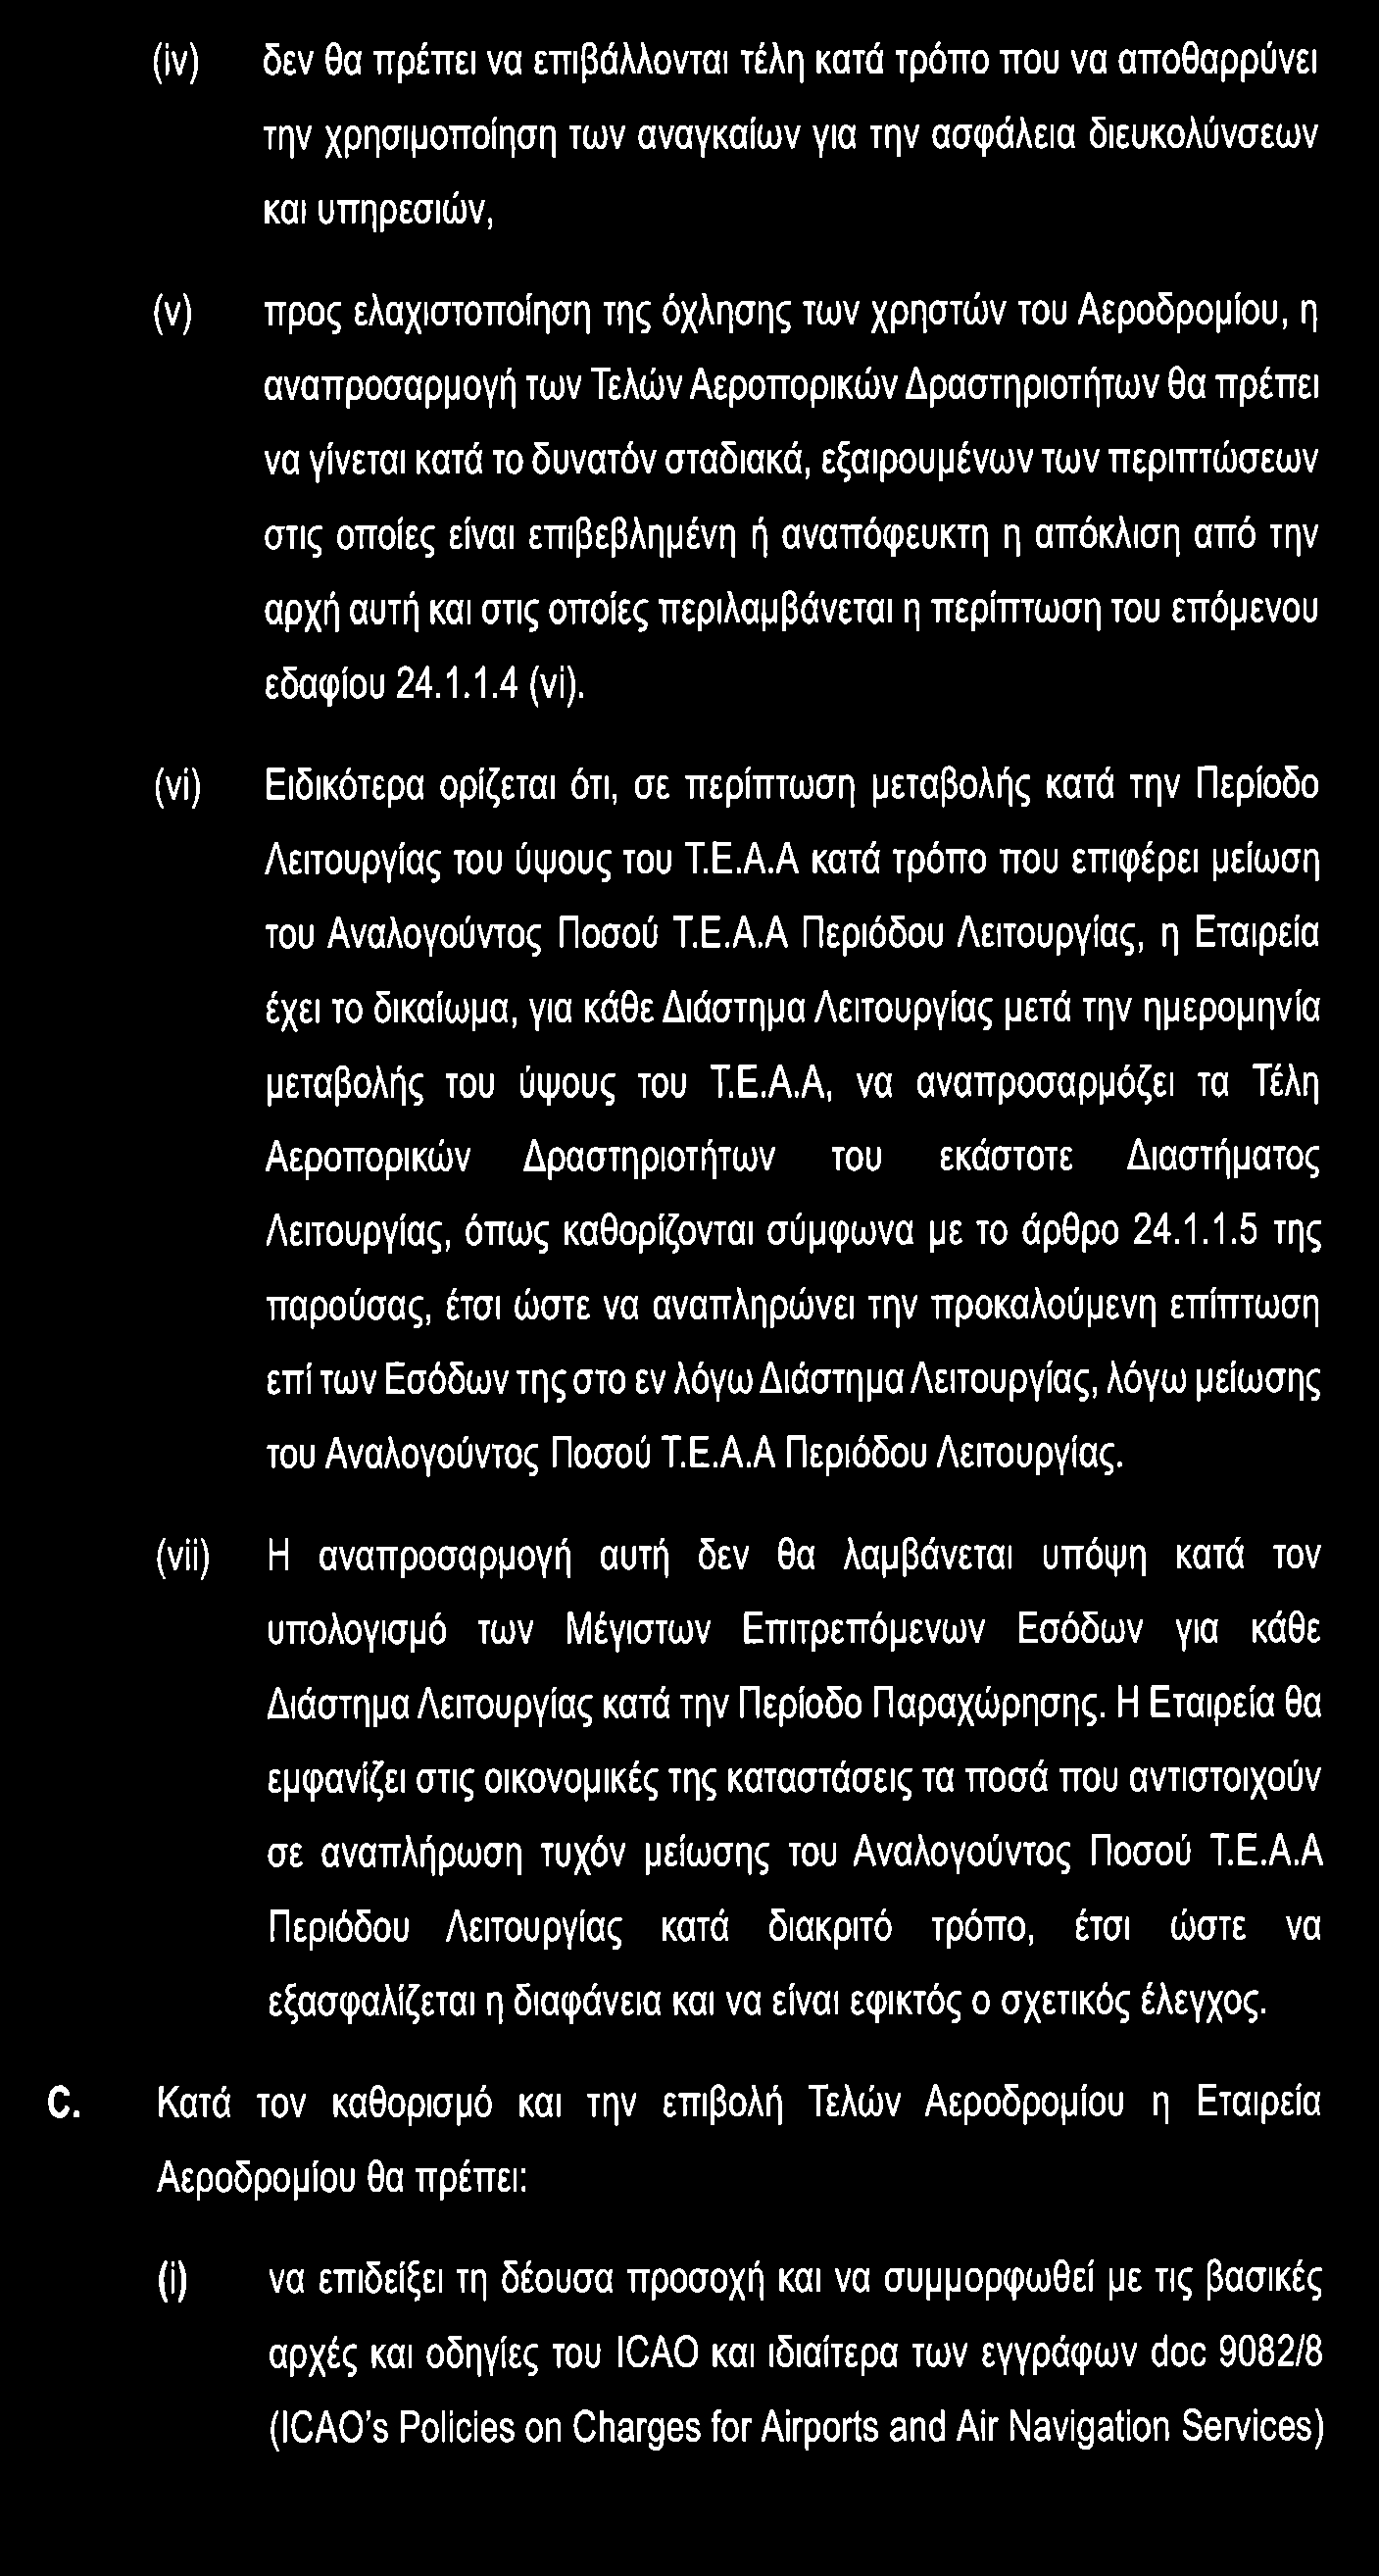 (iv) δεν θα πρέπει να επιβάλλονται τέλη κατά τρόπο που να αποθαρρύνει
την χρησιμοποίηση των αναγκαίων για την ασφάλεια διευκολύνσεων
και υπηρεσιών,
(v) προς ελαχιστοποίηση της όχλησης των χρηστών του Αεροδρομίου, η
αναπροσαρμογή των Τελών Αεροπορικών Δραστηριοτήτων θα πρέπει
να γίνεται κατά το δυνατόν σταδιακά, εξαιρουμένων των περιπτώσεων
στις οποίες είναι επιβεβλημένη ή αναπόφευκτη η απόκλιση από την
αρχή αυτή και στις οποίες περιλαμβάνεται η περίπτωση του επόμενου
εδαφίου 24.1.1.4 (vi).
(vi) Ειδικότερα ορίζεται ότι, σε περίπτωση μεταβολής κατά την Περίοδο
Λειτουργίας του ύψους του Τ.Ε.Α.Α κατά τρόπο που επιφέρει μείωση
του Αναλογούντος Ποσού Τ.Ε.Α.Α Περιόδου Λειτουργίας, η Εταιρεία
έχει το δικαίωμα, για κάθε Διάστημα Λειτουργίας μετά την ημερομηνία
μεταβολής του ύψους του Τ.Ε.Α.Α, να αναπροσαρμόζει τα Τέλη
Αεροπορικών Δραστηριοτήτων του εκάστοτε Διαστήματος
Λειτουργίας, όπως καθορίζονται σύμφωνα με το άρθρο 24.1.1.5 της
παρούσας, έτσι ώστε να αναπληρώνει την προκαλούμενη επίπτωση
επί των Εσόδων της στο εν λόγω Διάστημα Λειτουργίας, λόγω μείωσης
του Αναλογούντος Ποσού Τ.Ε.Α.Α Περιόδου Λειτουργίας.
(vii) Η αναπροσαρμογή αυτή δεν θα λαμβάνεται υπόψη κατά τον
υπολογισμό των Μέγιστων Επιτρεπόμενων Εσόδων για κάθε
Διάστημα Λειτουργίας κατά την Περίοδο Παραχώρησης. Η Εταιρεία θα
εμφανίζει στις οικονομικές της καταστάσεις τα ποσά που αντιστοιχούν
σε αναπλήρωση τυχόν μείωσης του Αναλογούντος Ποσού Τ.Ε.Α.Α
Περιόδου Λειτουργίας κατά διακριτό τρόπο, έτσι ώστε να
εξασφαλίζεται η διαφάνεια και να είναι εφικτός ο σχετικός έλεγχος.
C. Κατά τον καθορισμό και την επιβολή Τελών Αεροδρομίου η Εταιρεία
Αεροδρομίου θα πρέπει:
(i) να επιδείξει τη δέουσα προσοχή και να συμμορφωθεί με τις βασικές
αρχές και οδηγίες του ICAO και ιδιαίτερα των εγγράφων doc 9082/8
(ICAO's Policies on Charges for Airports and Air Navigation Services)